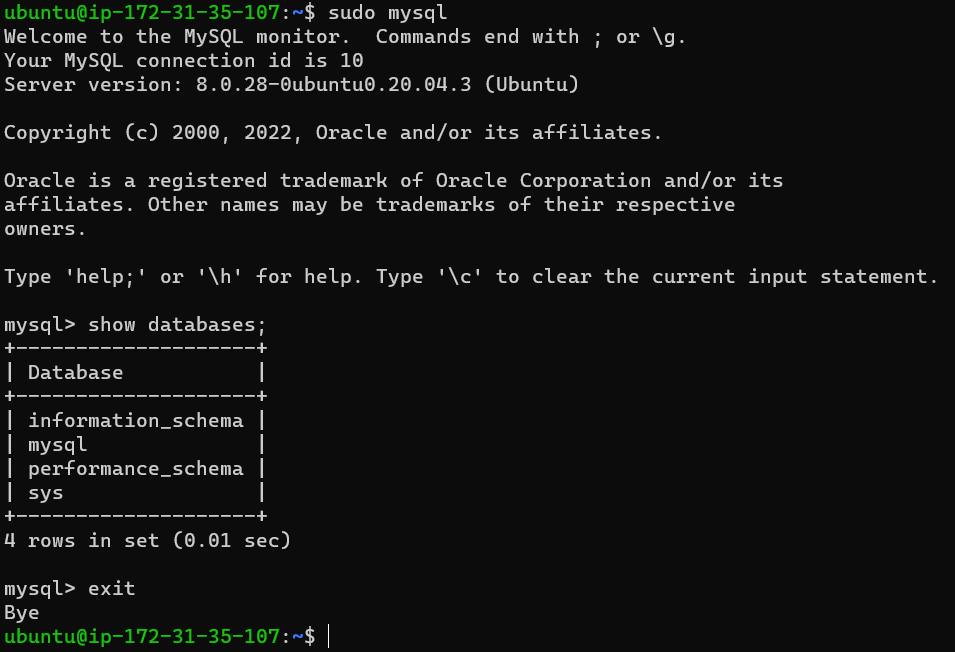 ubuntu@ip-172-31-35-107:~$ sudo mysql
Welcome to the MySQL monitor.  Commands end with ; or \g.
Your MySQL connection id is 10
Server version: 8.0.28-0ubuntu0.20.04.3 (Ubuntu)
Copyright (c) 2000, 2022, Oracle and/or its affiliates.
Oracle is a registered trademark of Oracle Corporation and/or its
affiliates. Other names may be trademarks of their respective
owners.
Type 'help;' or '\h' for help. Type '\c' to clear the current input statement.
mysql> show databases;
+--------------------+
| Database           |
+--------------------+
| information_schema |
| mysql              |
| performance_schema |
| sys                |
+--------------------+
4 rows in set (0.01 sec)
mysql> exit
Bye
ubuntu@ip-172-31-35-107:~$